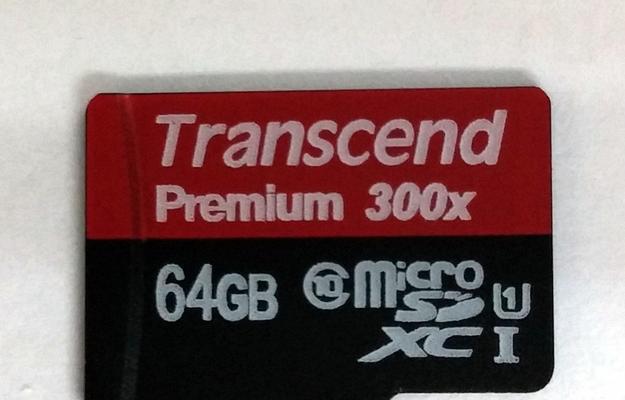 Transcend
Premium 300x
64GB 10 micro SD XC U1 I